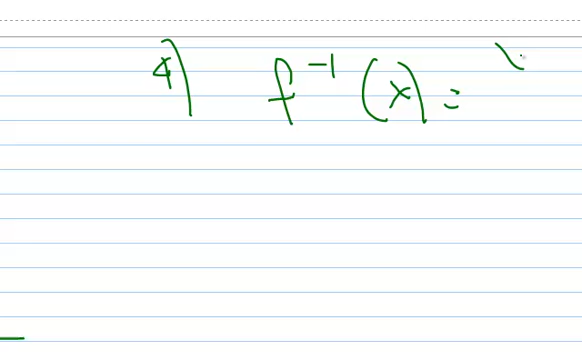 4) f⁻¹(x) =